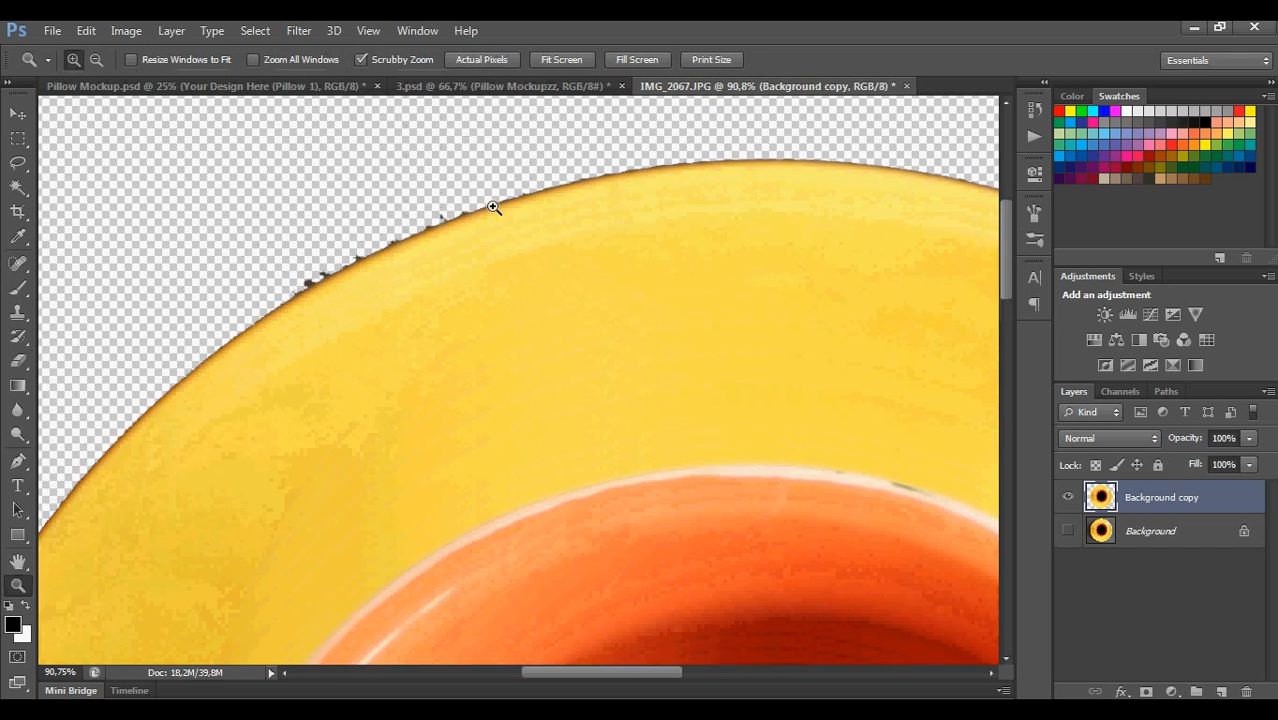 Ps File Edit Image Layer Type Select Filter 3D View Window Help
Resize Windows to Fit Zoom All Windows Scrubby Zoom Actual Pixels Fit Screen Fill Screen Print Size Essentials
Pillow Mockup.psd @ 25% (Your Design Here (Pillow 1), RGB/8) * × 3.psd @ 66,7% (Pillow Mockupzz, RGB/8#) * × IMG_2067.JPG @ 90,8% (Background copy, RGB/8) * ×
Color Swatches
Adjustments Styles
Add an adjustment
Layers Channels Paths
Kind
Normal Opacity: 100%
Lock: Fill: 100%
Background copy
Background
90,75% Doc: 18,2M/39,8M
Mini Bridge Timeline